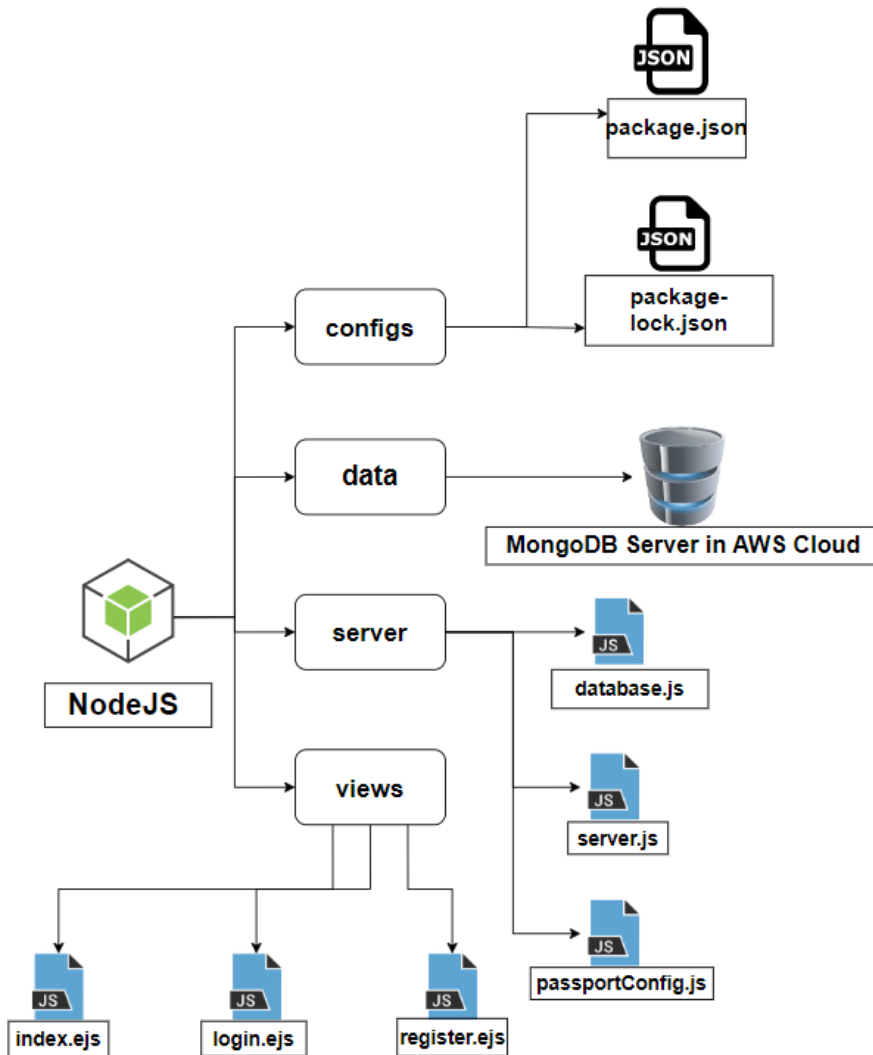 JSON
package.json
JSON
package-
lock.json
configs
data
MongoDB Server in AWS Cloud
NodeJS
server
JS
database.js
views
JS
server.js
JS
passportConfig.js
JS
index.ejs
JS
login.ejs
JS
register.ejs